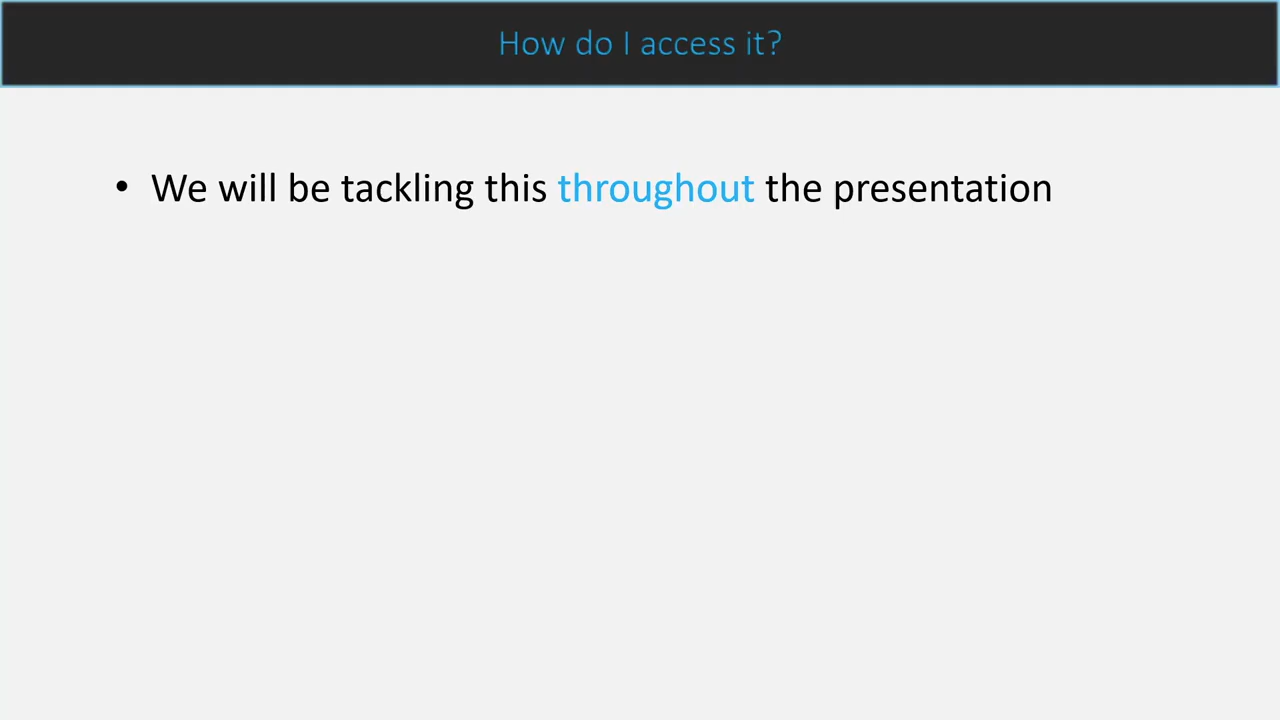 How do I access it?
• We will be tackling this throughout the presentation